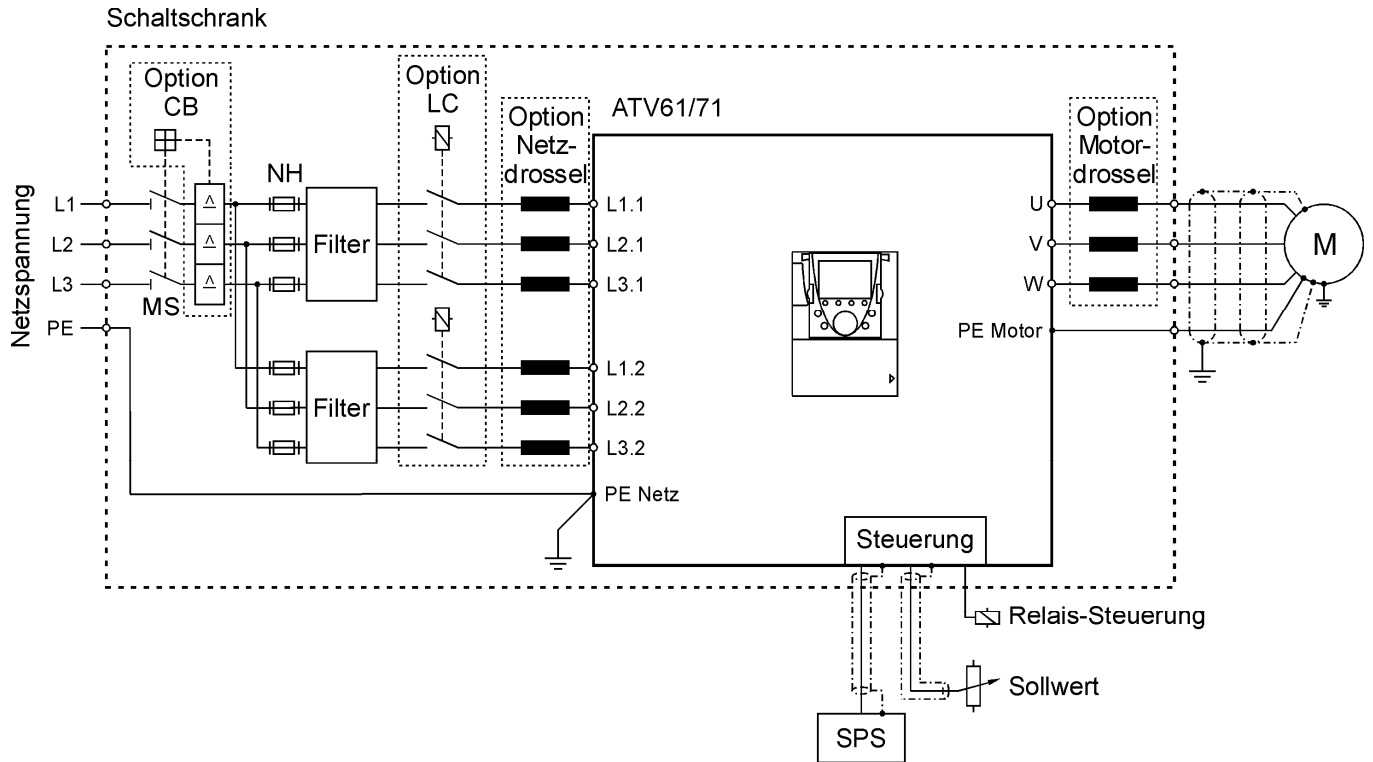 Schaltschrank
Option
CB
Option
LC
Option
Netz-
drossel
ATV61/71
Option
Motor-
drossel
NH
Netzspannung
L1
L2
L3
PE
MS
Filter
Filter
L1.1
L2.1
L3.1
L1.2
L2.2
L3.2
PE Netz
U
V
W
PE Motor
M
Steuerung
Relais-Steuerung
Sollwert
SPS